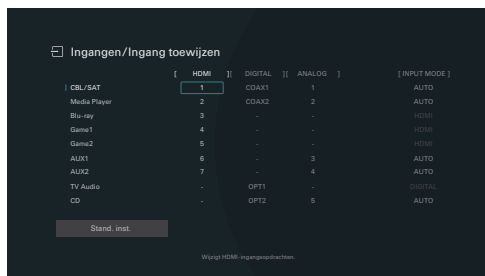 Ingangen/Ingang toewijzen
[ HDMI ][ DIGITAL ][ ANALOG ] [ INPUT MODE ]
CBL/SAT 1 COAX1 1 AUTO
Media Player 2 COAX2 2 AUTO
Blu-ray 3 - - HDMI
Game1 4 - - HDMI
Game2 5 - - HDMI
AUX1 6 - 3 AUTO
AUX2 7 - 4 AUTO
TV Audio - OPT1 - DIGITAL
CD - OPT2 5 AUTO
Stand. inst.
Wijzigt HDMI-ingangsopdrachten.